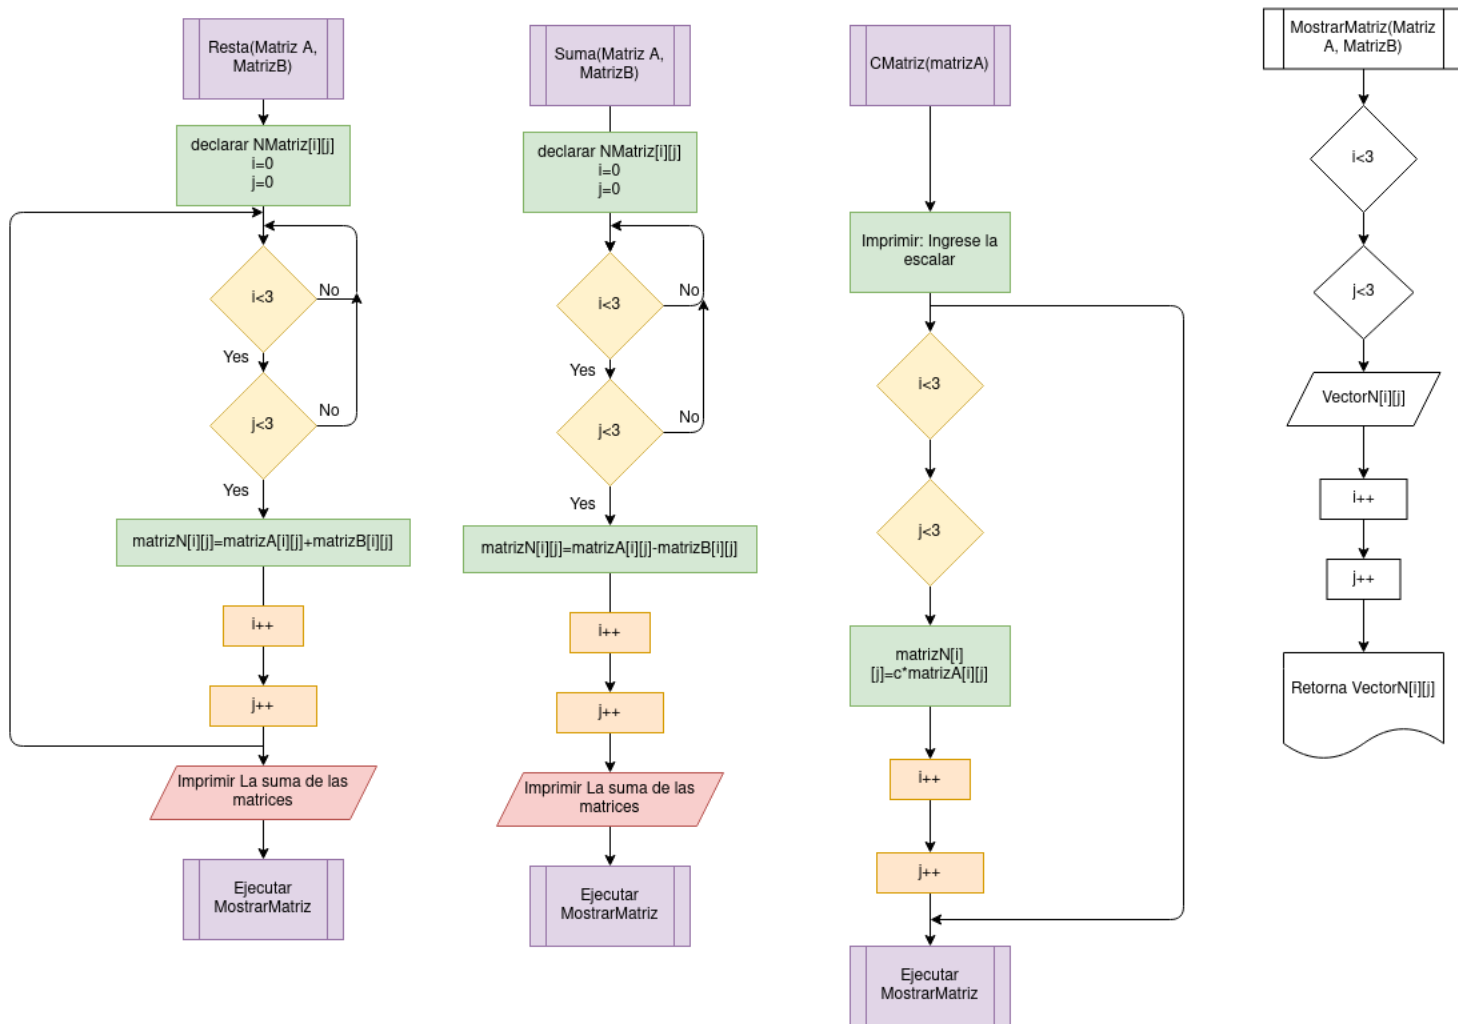 Resta(Matriz A,
MatrizB)
declarar NMatriz[i][j]
i=0
j=0
i<3
No
Yes
j<3
No
Yes
matrizN[i][j]=matrizA[i][j]+matrizB[i][j]
i++
j++
Imprimir La suma de las
matrices
Ejecutar
MostrarMatriz
Suma(Matriz A,
MatrizB)
declarar NMatriz[i][j]
i=0
j=0
i<3
No
Yes
j<3
No
Yes
matrizN[i][j]=matrizA[i][j]-matrizB[i][j]
i++
j++
Imprimir La suma de las
matrices
Ejecutar
MostrarMatriz
CMatriz(matrizA)
Imprimir: Ingrese la
escalar
i<3
j<3
matrizN[i]
[j]=c*matrizA[i][j]
i++
j++
Ejecutar
MostrarMatriz
MostrarMatriz(Matriz
A, MatrizB)
i<3
j<3
VectorN[i][j]
i++
j++
Retorna VectorN[i][j]